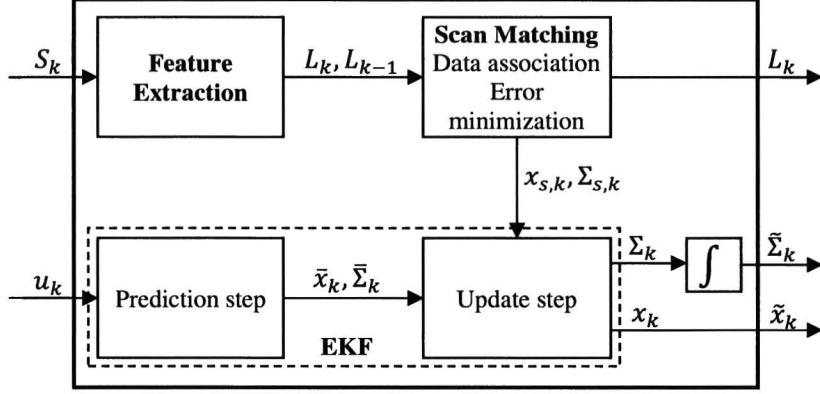 S_k
Feature
Extraction
L_k, L_{k-1}
Scan Matching
Data association
Error
minimization
L_k
x_{s,k}, Σ_{s,k}
u_k
Prediction step
x̄_k, Σ̄_k
Update step
Σ_k
∫
Σ̃_k
x_k
x̃_k
EKF